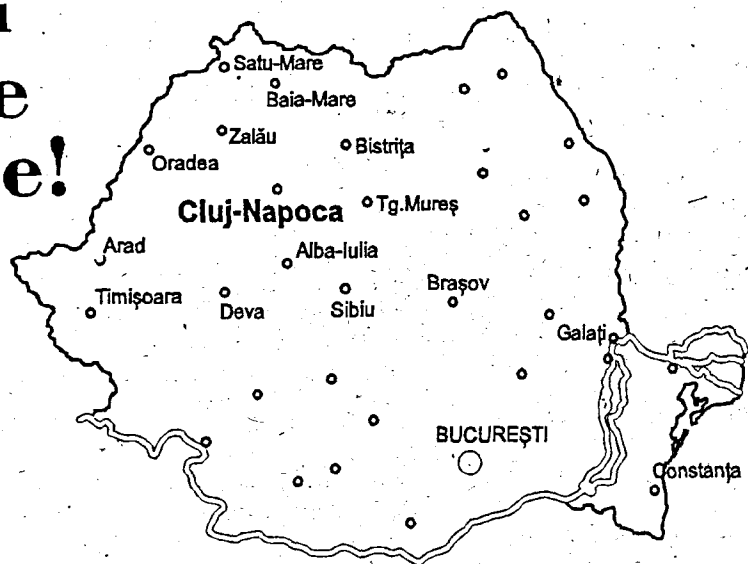 e!
Satu-Mare
Baia-Mare
Zalău
Bistrița
Oradea
Cluj-Napoca
Tg.Mureș
Arad
Alba-Iulia
Timișoara
Deva
Sibiu
Brașov
Galați
BUCUREȘTI
Constanța